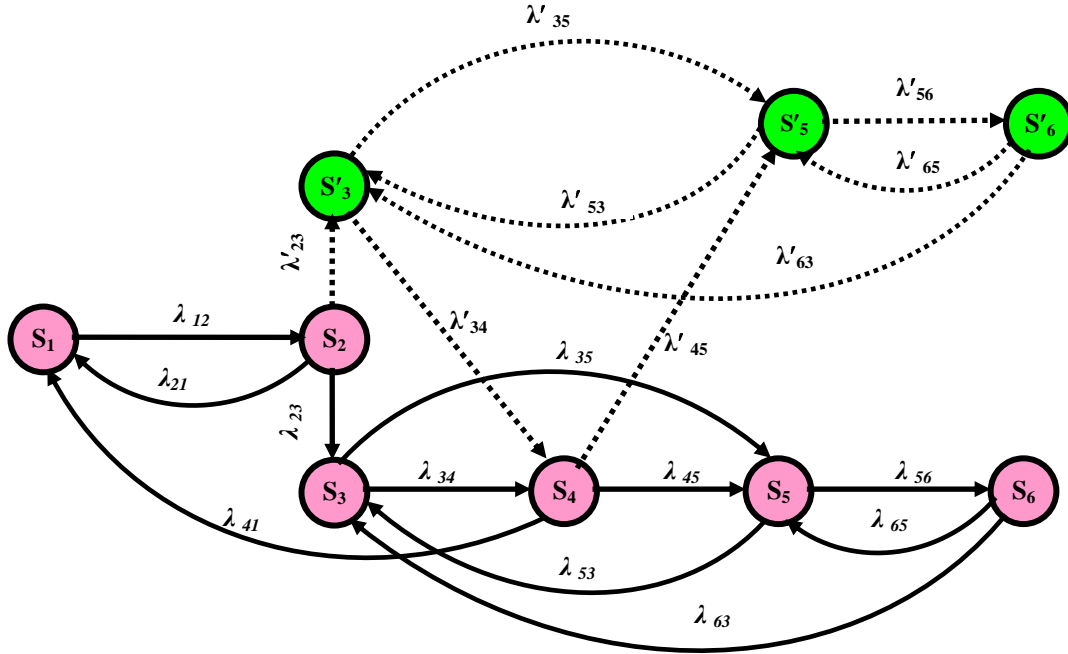 λ′ 35
S′5
λ′56
S′6
λ′ 65
S′3
λ′ 53
λ′63
λ′23
λ′34
λ′ 45
S1
λ 12
S2
λ21
λ 35
λ 23
S3
λ 34
S4
λ 45
S5
λ 56
S6
λ 41
λ 65
λ 53
λ 63